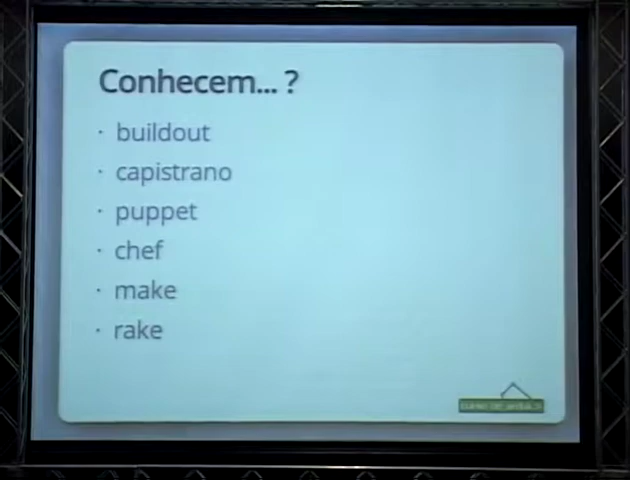 Conhecem... ?
· buildout
· capistrano
· puppet
· chef
· make
· rake